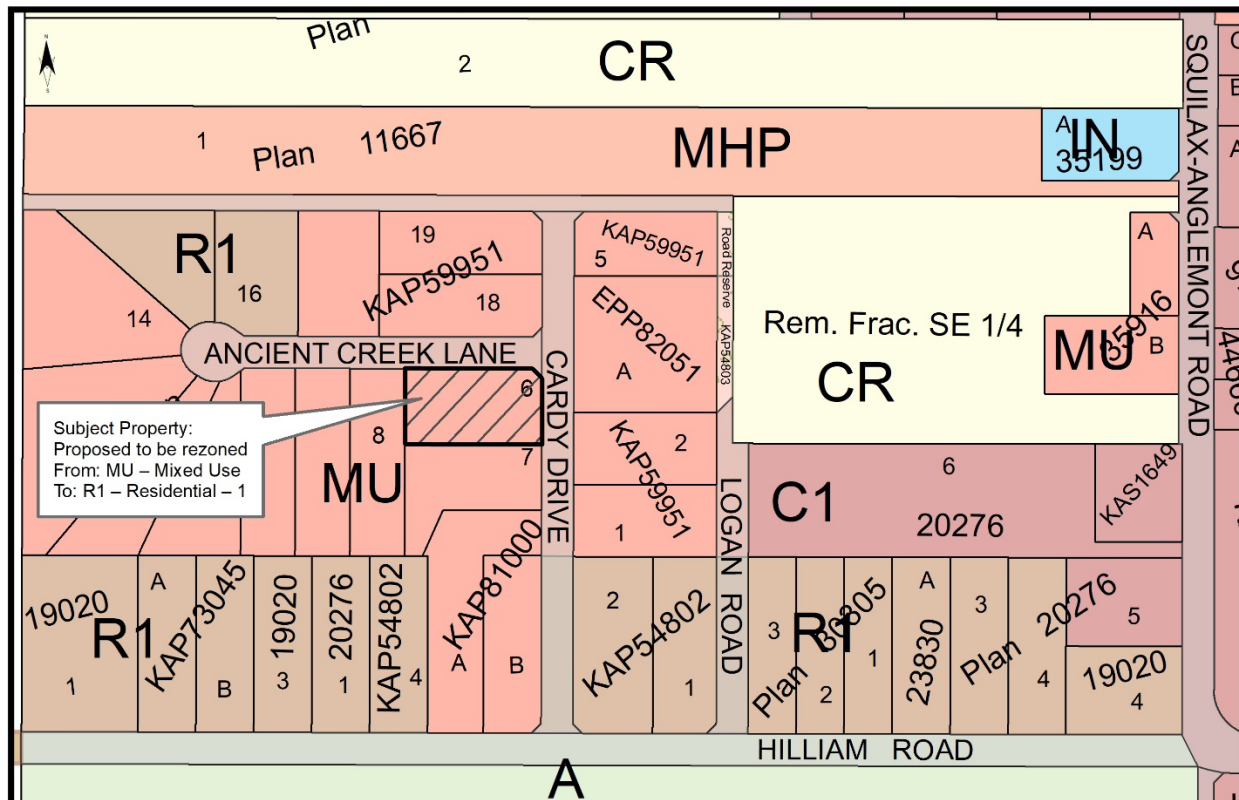 N
S
Plan
2
CR
1
Plan
11667
MHP
A
IN
35199
SQUILAX-ANGLEMONT ROAD
R1
16
14
19
KAP59951
18
ANCIENT CREEK LANE
CARDY DRIVE
KAP59951
5
EPP82051
A
Road Reserve
KAP54803
Rem. Frac. SE 1/4
CR
A
35916
MU
B
Subject Property:
Proposed to be rezoned
From: MU – Mixed Use
To: R1 – Residential – 1
6
8
7
MU
2
KAP59951
1
LOGAN ROAD
6
C1
20276
KAS1649
19020
R1
1
A
KAP73045
B
19020
3
20276
1
KAP54802
4
KAP81000
A
B
2
KAP54802
1
3
Plan
30805
R1
2
1
A
23830
3
Plan
20276
4
5
19020
4
HILLIAM ROAD
A